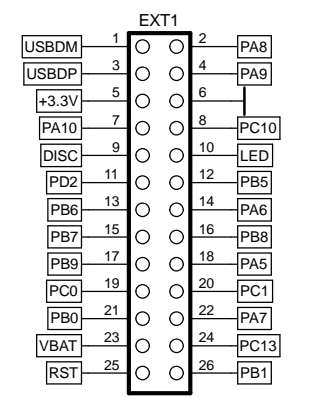 EXT1
USBDM 1 2 PA8
USBDP 3 4 PA9
+3.3V 5 6
PA10 7 8 PC10
DISC 9 10 LED
PD2 11 12 PB5
PB6 13 14 PA6
PB7 15 16 PB8
PB9 17 18 PA5
PC0 19 20 PC1
PB0 21 22 PA7
VBAT 23 24 PC13
RST 25 26 PB1